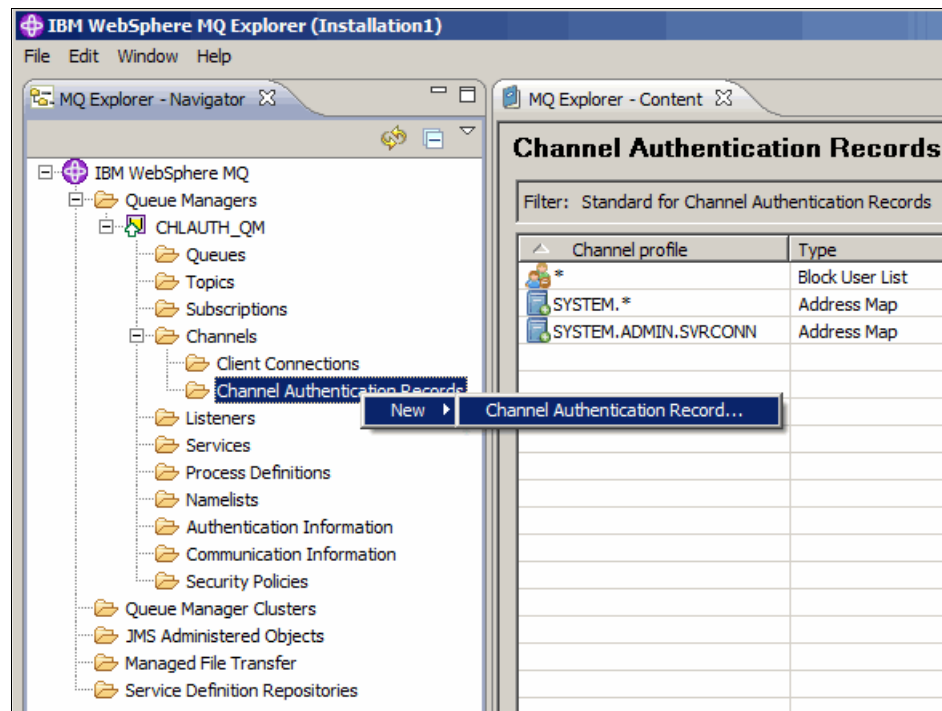 IBM WebSphere MQ Explorer (Installation1)
File Edit Window Help
MQ Explorer - Navigator
IBM WebSphere MQ
Queue Managers
CHLAUTH_QM
Queues
Topics
Subscriptions
Channels
Client Connections
Channel Authentication Records
New
Channel Authentication Record...
Listeners
Services
Process Definitions
Namelists
Authentication Information
Communication Information
Security Policies
Queue Manager Clusters
JMS Administered Objects
Managed File Transfer
Service Definition Repositories
MQ Explorer - Content
Channel Authentication Records
Filter: Standard for Channel Authentication Records
Channel profile Type
* Block User List
SYSTEM.* Address Map
SYSTEM.ADMIN.SVRCONN Address Map